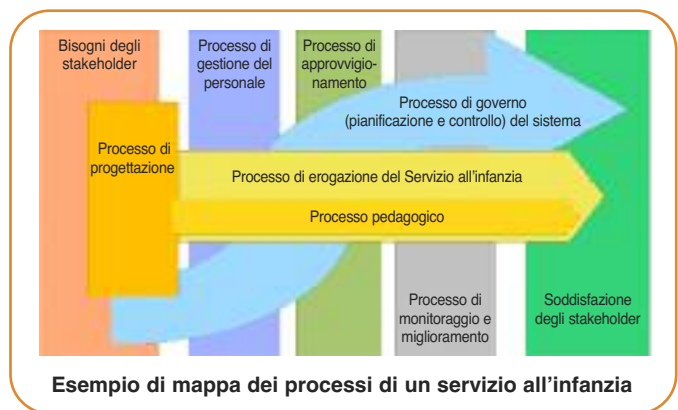 Bisogni degli
stakeholder
Processo di
gestione del
personale
Processo di
approvvigio-
namento
Processo di governo
(pianificazione e controllo) del sistema
Processo di
progettazione
Processo di erogazione del Servizio all'infanzia
Processo pedagogico
Processo di
monitoraggio e
miglioramento
Soddisfazione
degli stakeholder
Esempio di mappa dei processi di un servizio all'infanzia